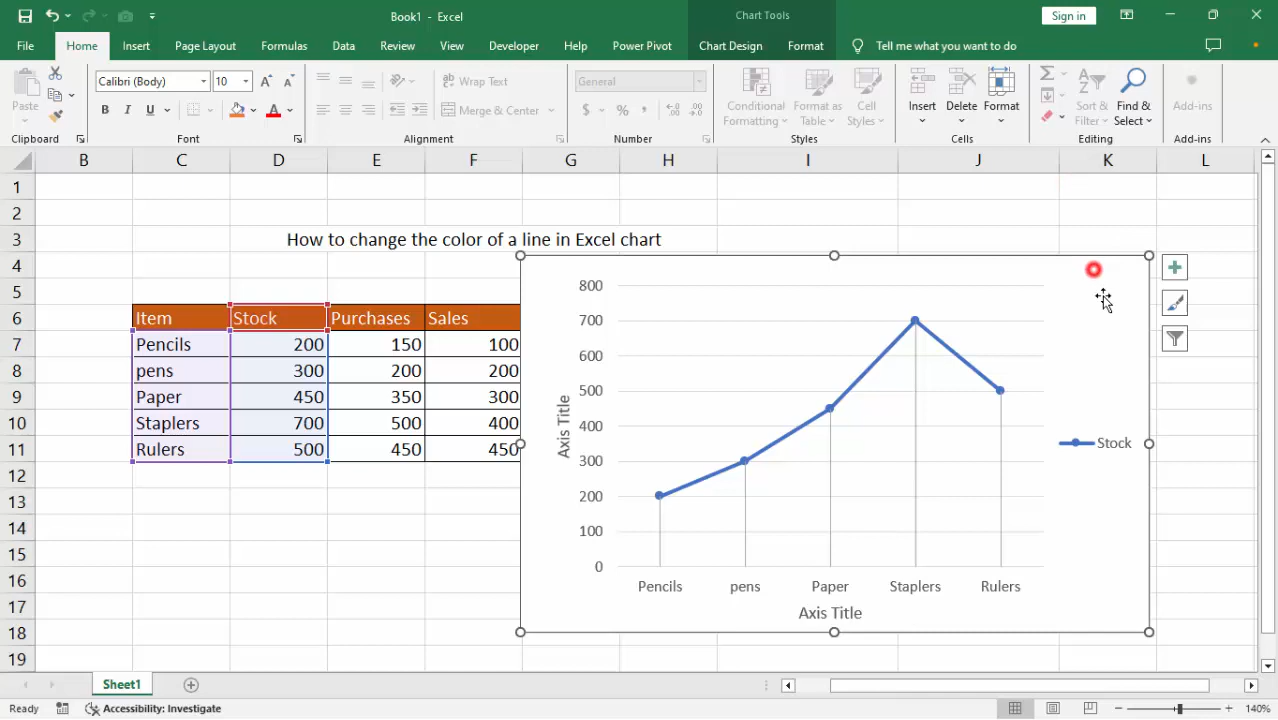 Book1 - Excel
Chart Tools
Sign in
File Home Insert Page Layout Formulas Data Review View Developer Help Power Pivot Chart Design Format Tell me what you want to do
Paste
Calibri (Body) 10
B I U
A A
A
Wrap Text
Merge & Center
General
$ % ,
Conditional Formatting
Format as Table
Cell Styles
Insert Delete Format
Sort & Filter
Find & Select
Add-ins
Clipboard Font Alignment Number Styles Cells Editing Add-ins
B C D E F G H I J K L
1
2
3 How to change the color of a line in Excel chart
4
5
6 Item Stock Purchases Sales
7 Pencils 200 150 100
8 pens 300 200 200
9 Paper 450 350 300
10 Staplers 700 500 400
11 Rulers 500 450 450
12
13
14
15
16
17
18
19
800
700
600
500
400
300
200
100
0
Axis Title
Pencils pens Paper Staplers Rulers
Axis Title
Stock
Sheet1
Ready Accessibility: Investigate 140%